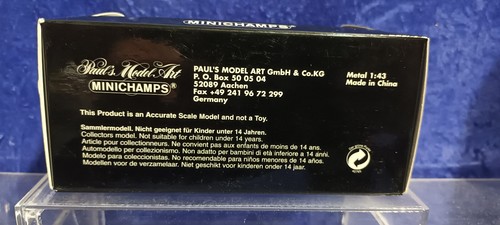 MINICHAMPS
Paul's Model Art
MINICHAMPS®
PAUL'S MODEL ART GmbH & Co.KG
P. O. Box 50 05 04
52089 Aachen
Fax +49 241 96 72 299
Germany
Metal 1:43
Made in China
This Product is an Accurate Scale Model and not a Toy.
Sammlermodell. Nicht geeignet für Kinder unter 14 Jahren.
Collectors model. Not suitable for children under 14 years.
Article pour collectionneurs. Ne convient pas aux enfants de moins de 14 ans.
Automodello per collezionismo. Non adatto per bambini di età inferiore a 14 anni.
Modelo para coleccionistas. No recomendable para niños menores de 14 años.
Modellen voor de verzamelaar. Niet geschikt voor kinderen onder 14 jaar.